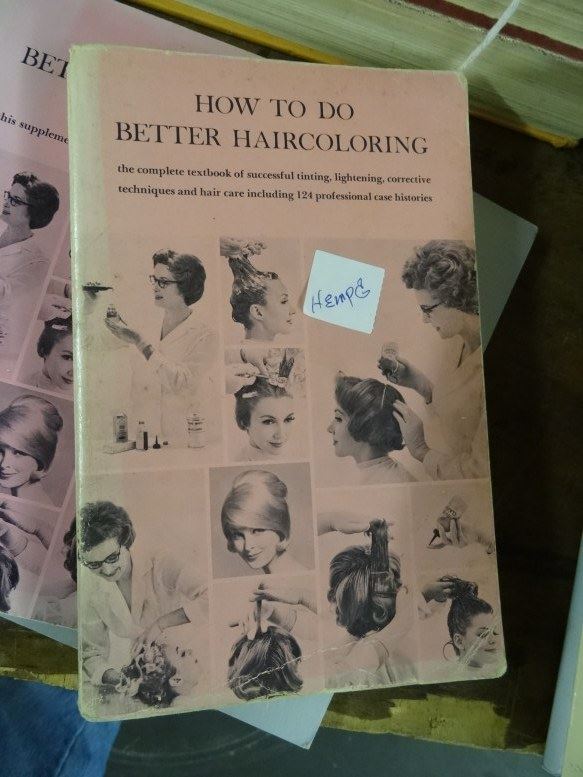 HOW TO DO
BETTER HAIRCOLORING
the complete textbook of successful tinting, lightening, corrective
techniques and hair care including 124 professional case histories
BET
his suppleme